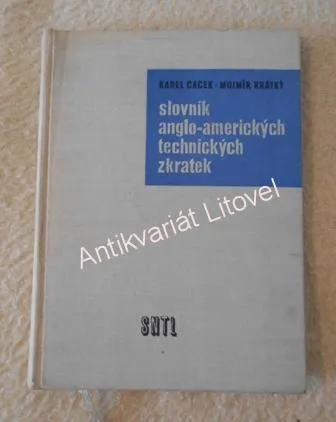 KAREL CACEK · MOJMÍR KRÁTKÝ
slovník
anglo-amerických
technických
zkratek
Antikvariát Litovel
SNTL